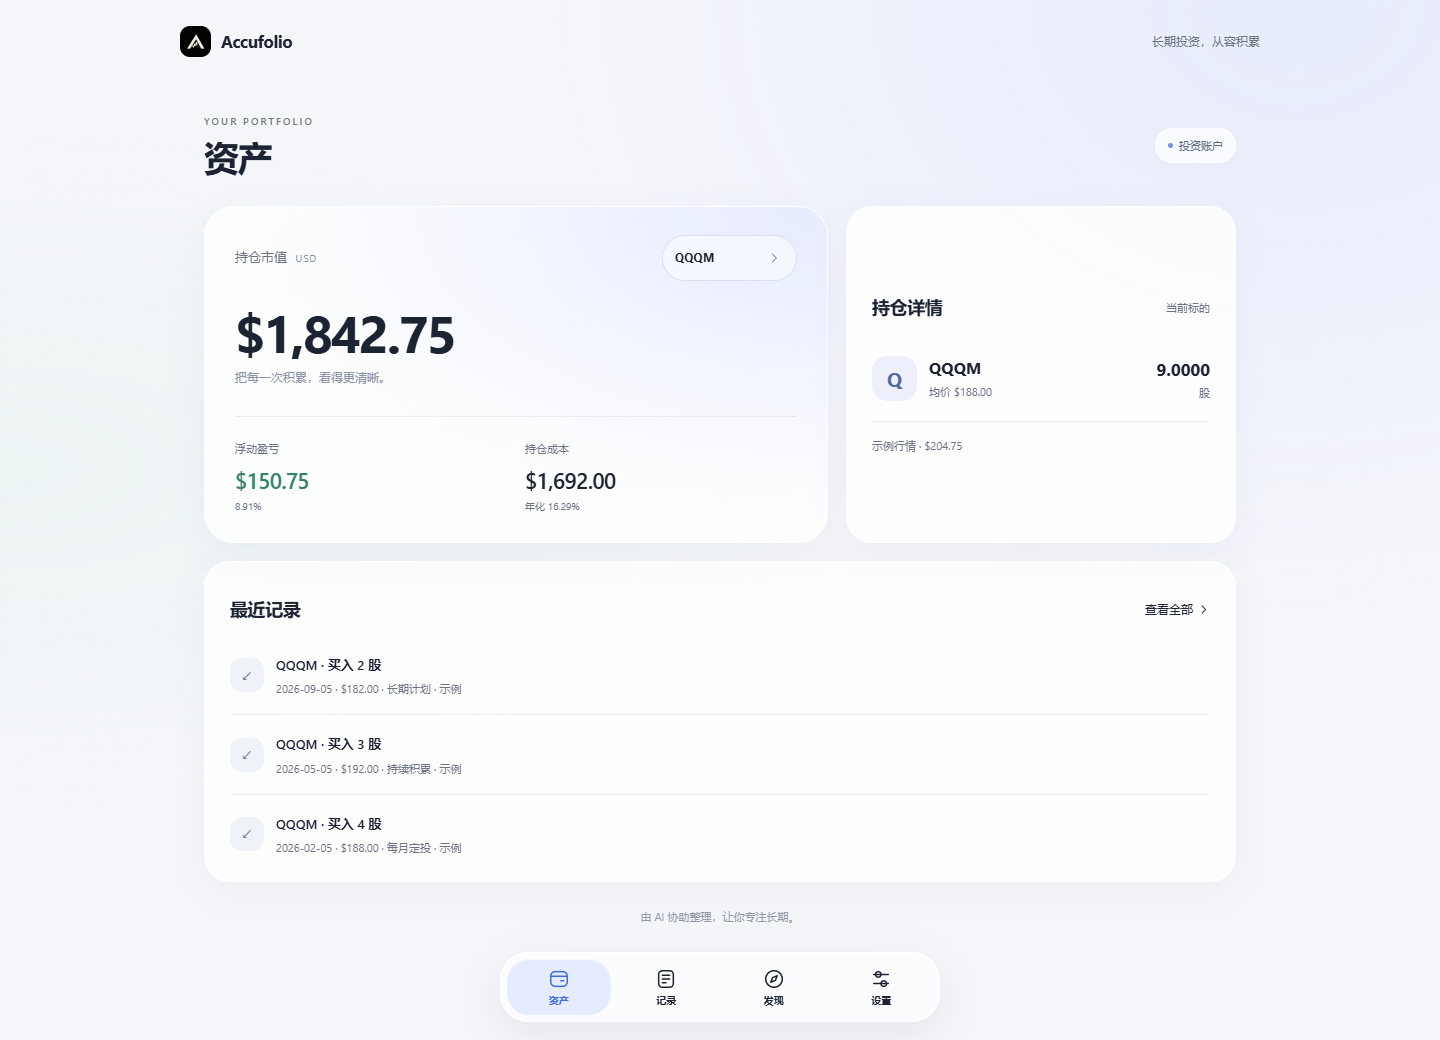 Accufolio
长期投资，从容积累
YOUR PORTFOLIO
资产
投资账户
持仓市值 USD
QQQM
$1,842.75
把每一次积累，看得更清晰。
浮动盈亏
$150.75
8.91%
持仓成本
$1,692.00
年化 16.29%
持仓详情
当前标的
Q
QQQM
均价 $188.00
9.0000
股
示例行情 · $204.75
最近记录
查看全部
QQQM · 买入 2 股
2026-09-05 · $182.00 · 长期计划 · 示例
QQQM · 买入 3 股
2026-05-05 · $192.00 · 持续积累 · 示例
QQQM · 买入 4 股
2026-02-05 · $188.00 · 每月定投 · 示例
由 AI 协助整理，让你专注长期。
资产
记录
发现
设置